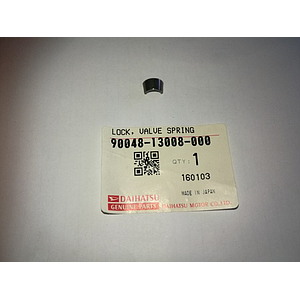 LOCK, VALVE SPRING
90048-13008-000
QTY: 1
160103
MADE IN JAPAN
DAIHATSU
GENUINE PARTS
DAIHATSU MOTOR CO.,LTD.